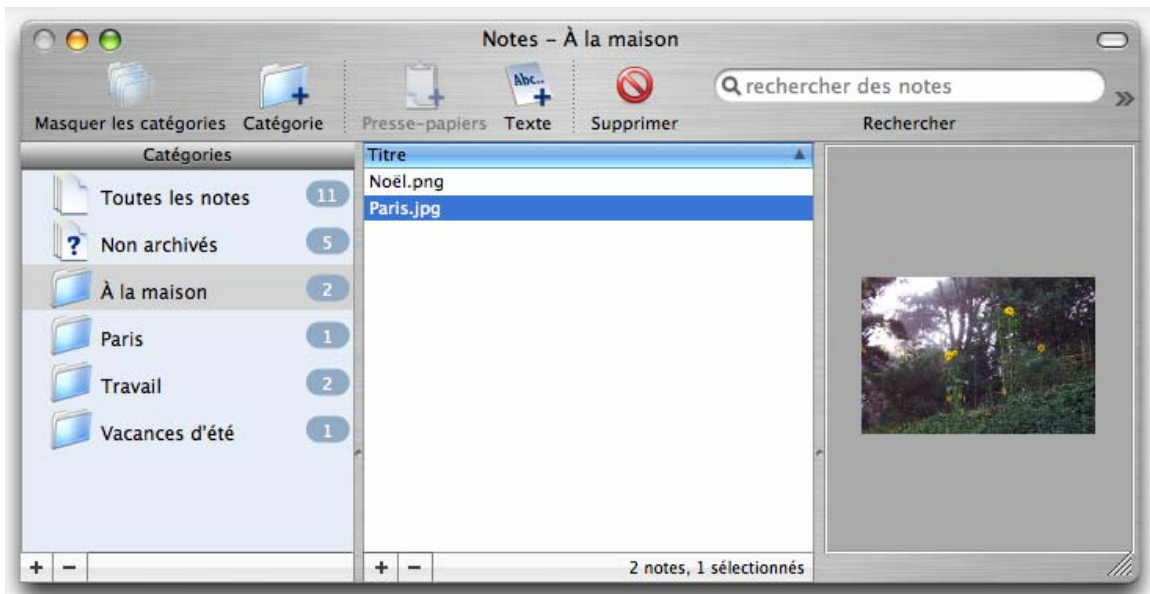 Notes – À la maison
Abc..
rechercher des notes
Masquer les catégories Catégorie Presse-papiers Texte Supprimer Rechercher
Catégories
Titre
Toutes les notes 11
Noël.png
Paris.jpg
Non archivés 5
À la maison 2
Paris 1
Travail 2
Vacances d'été 1
2 notes, 1 sélectionnés